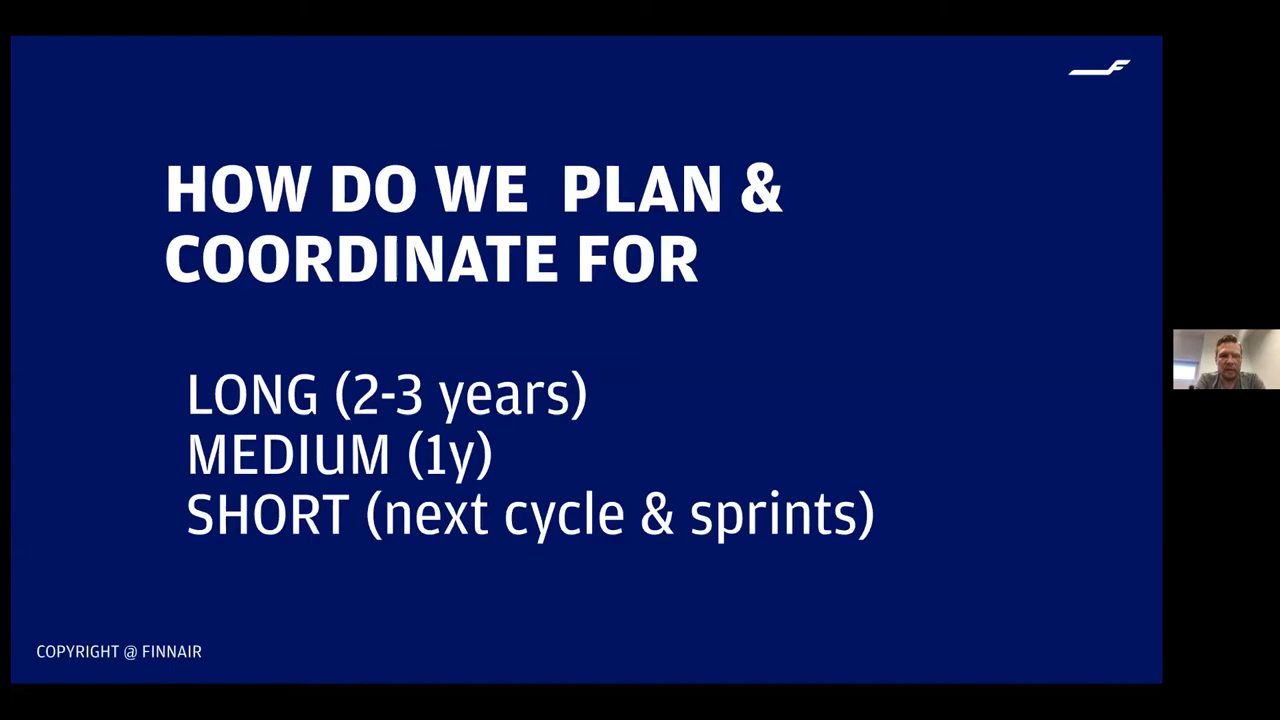 HOW DO WE  PLAN &
COORDINATE FOR
LONG (2-3 years)
MEDIUM (1y)
SHORT (next cycle & sprints)
COPYRIGHT @ FINNAIR